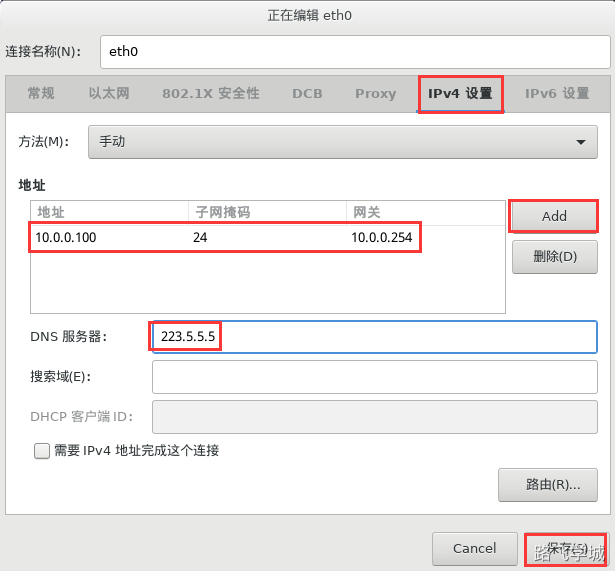 正在编辑 eth0
连接名称(N): eth0
常规 以太网 802.1X 安全性 DCB Proxy IPv4 设置 IPv6 设置
方法(M): 手动
地址
地址 子网掩码 网关
10.0.0.100 24 10.0.0.254
Add
删除(D)
DNS 服务器: 223.5.5.5
搜索域(E):
DHCP 客户端 ID:
需要 IPv4 地址完成这个连接
路由(R)...
Cancel 保存(S)
路飞学城